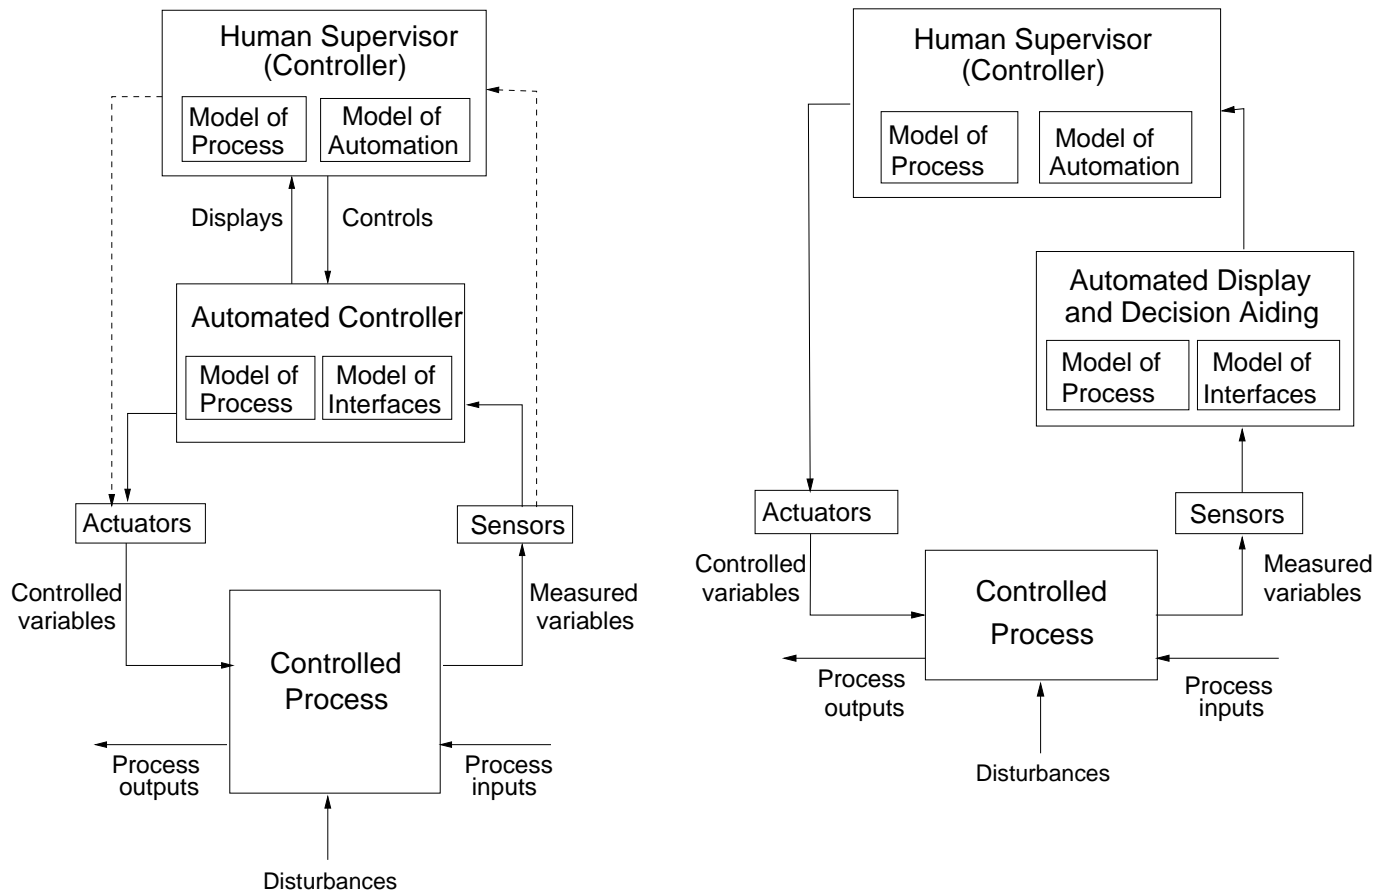 Human Supervisor
(Controller)
Model of
Process
Model of
Automation
Displays
Controls
Automated Controller
Model of
Process
Model of
Interfaces
Actuators
Sensors
Controlled
variables
Measured
variables
Controlled
Process
Process
outputs
Process
inputs
Disturbances
Human Supervisor
(Controller)
Model of
Process
Model of
Automation
Automated Display
and Decision Aiding
Model of
Process
Model of
Interfaces
Actuators
Sensors
Controlled
variables
Measured
variables
Controlled
Process
Process
outputs
Process
inputs
Disturbances